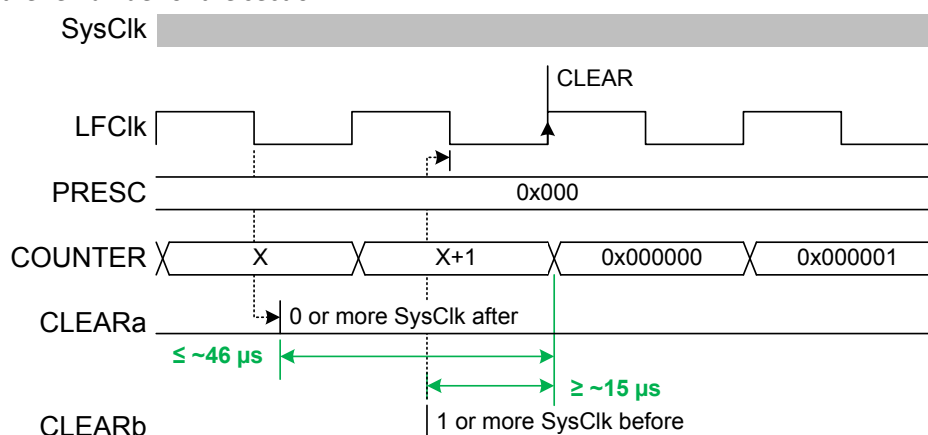 SysClk
CLEAR
LFClk
PRESC
0x000
COUNTER
X
X+1
0x000000
0x000001
CLEARa
0 or more SysClk after
≤ ~46 µs
≥ ~15 µs
CLEARb
1 or more SysClk before